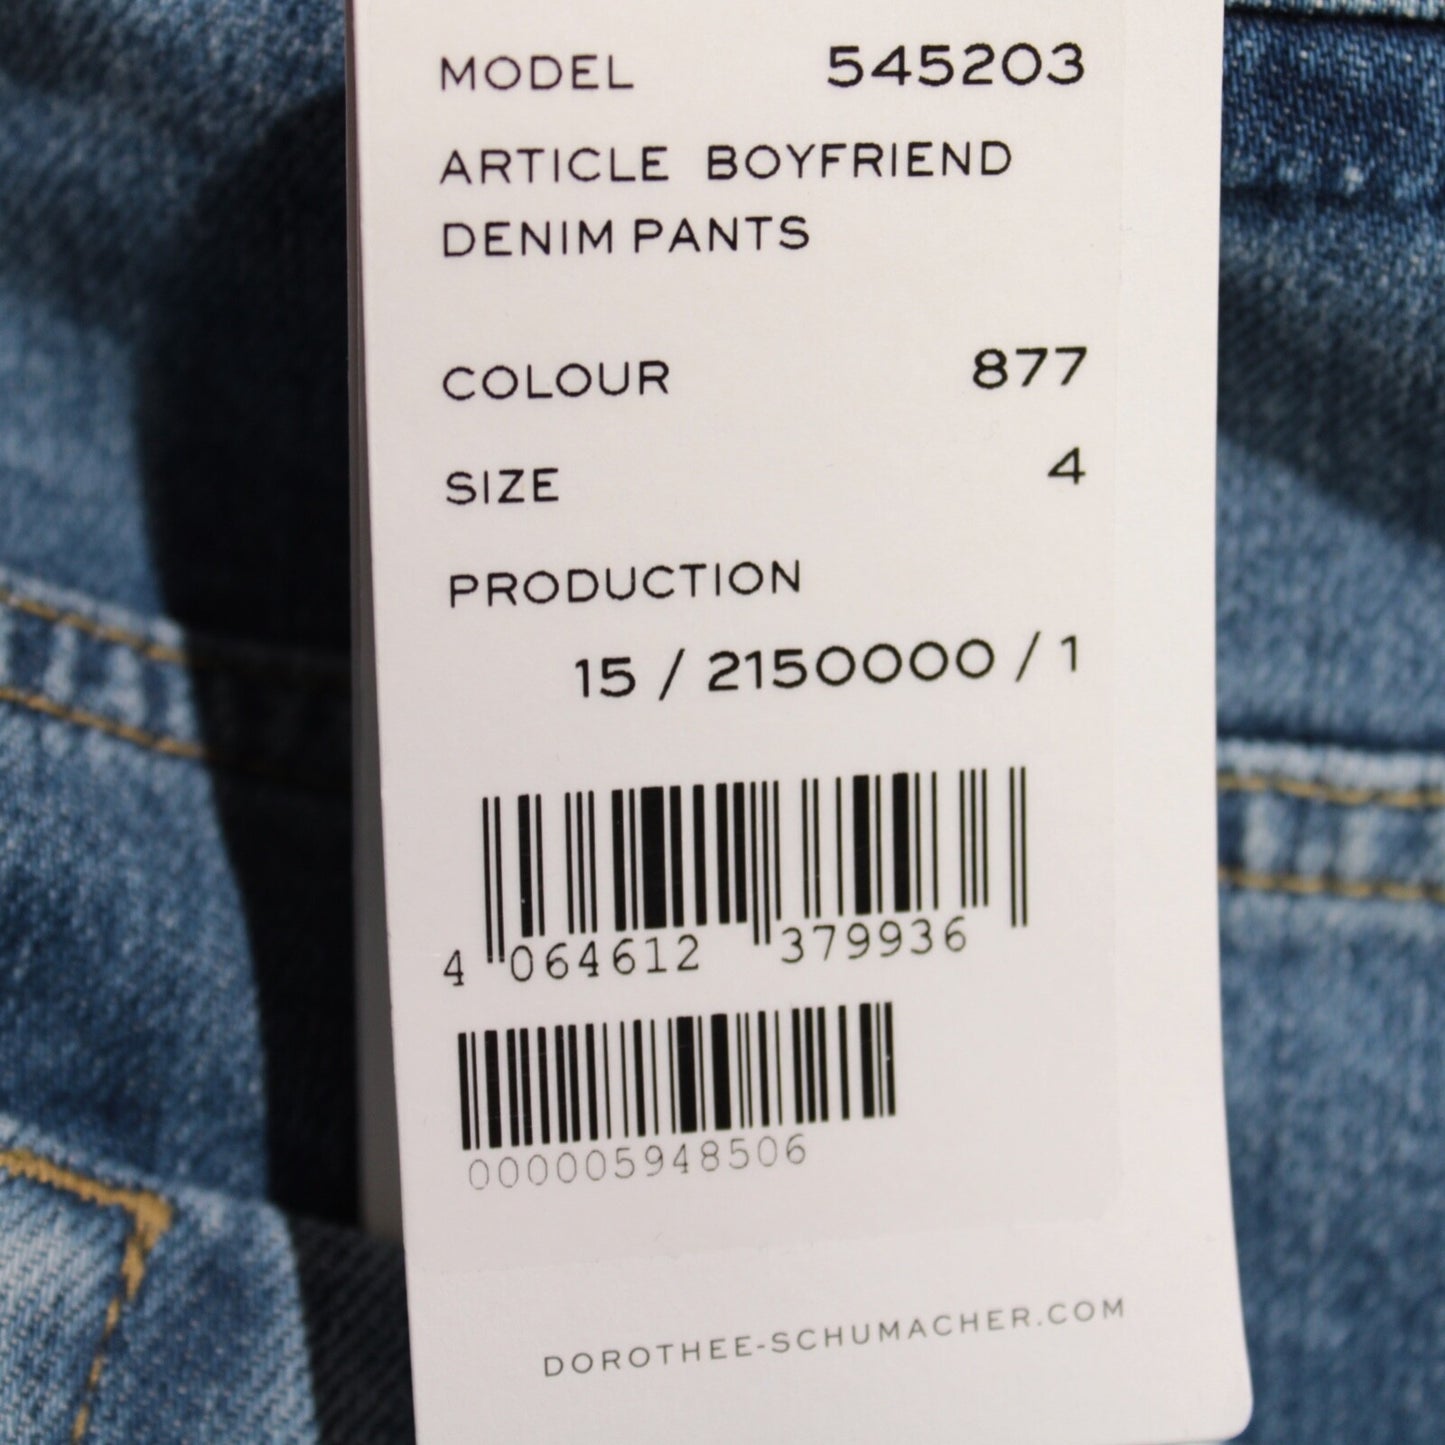 MODEL 545203
ARTICLE BOYFRIEND
DENIM PANTS
COLOUR 877
SIZE 4
PRODUCTION
15 / 2150000 / 1
4 064612 379936
000005948506
DOROTHEE-SCHUMACHER.COM